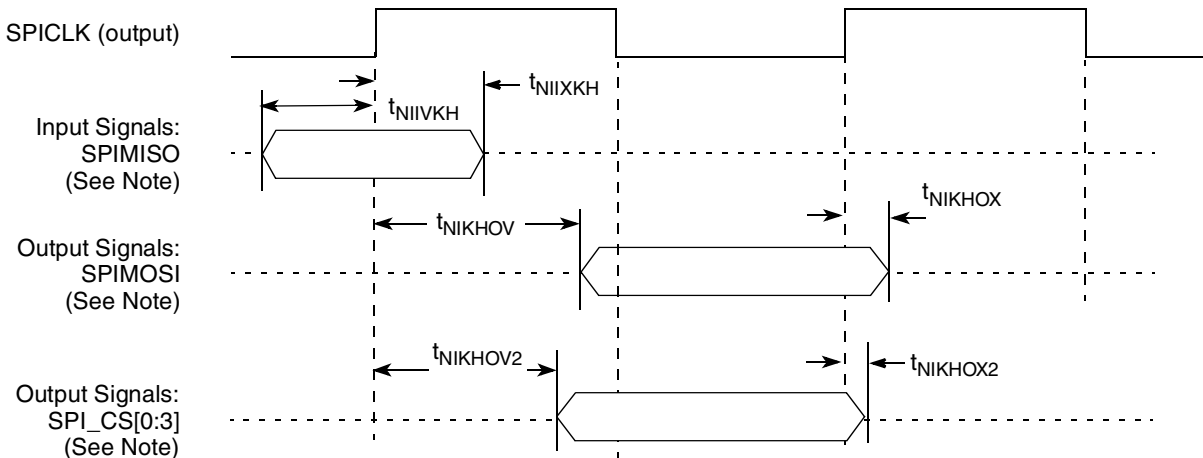 SPICLK (output)
tNIIXKH
tNIIVKH
Input Signals:
SPIMISO
(See Note)
tNIKHOX
tNIKHOV
Output Signals:
SPIMOSI
(See Note)
tNIKHOV2
tNIKHOX2
Output Signals:
SPI_CS[0:3]
(See Note)